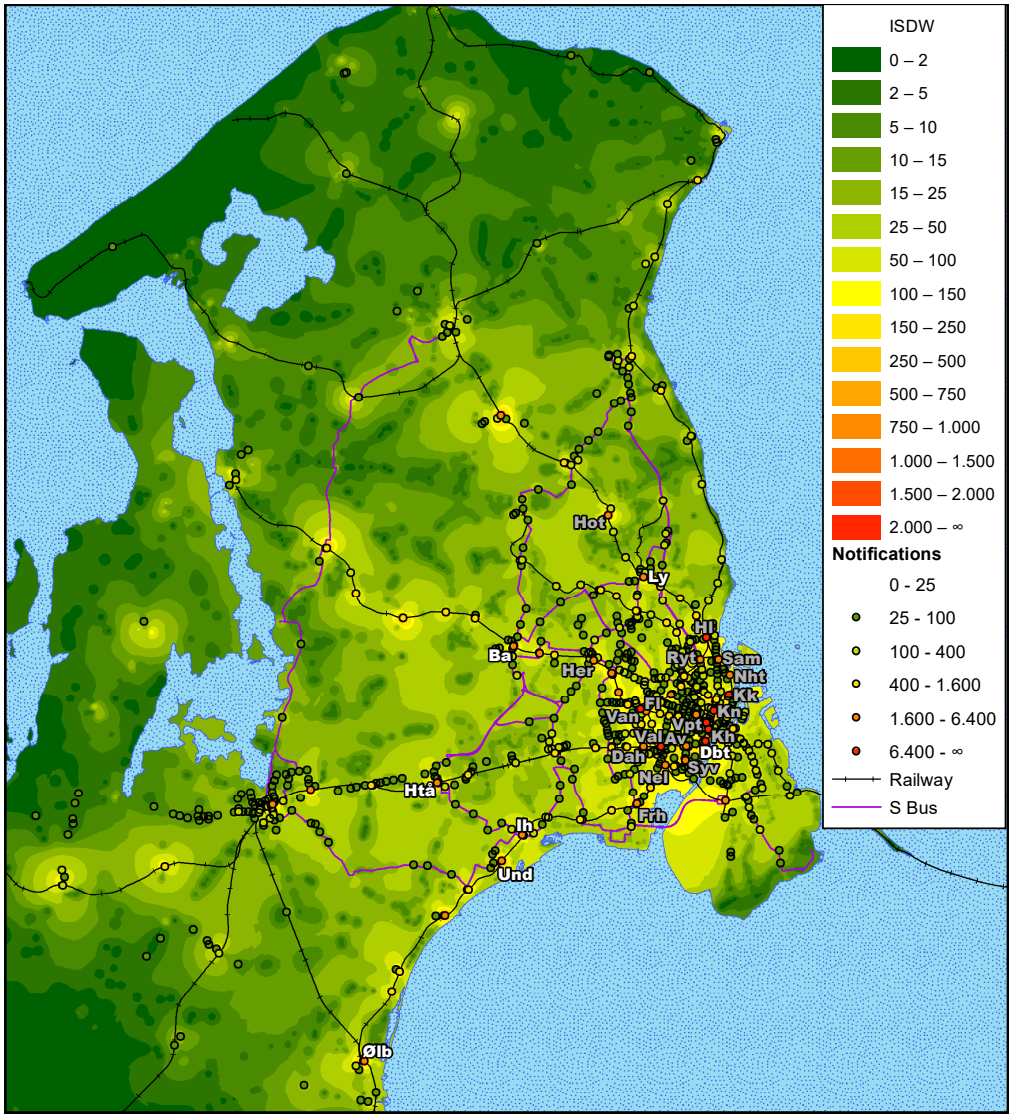 ISDW
0 – 2
2 – 5
5 – 10
10 – 15
15 – 25
25 – 50
50 – 100
100 – 150
150 – 250
250 – 500
500 – 750
750 – 1.000
1.000 – 1.500
1.500 – 2.000
2.000 – ∞
Notifications
0 - 25
25 - 100
100 - 400
400 - 1.600
1.600 - 6.400
6.400 - ∞
Railway
S Bus
Hot
Ly
Hl
Ba
Her
Ryt
Sam
Nht
Kk
Fl
Van
Kn
Vpt
Kh
Val
Av
Dbt
Dah
Syv
Nel
Htå
Frh
Ih
Und
Ølb